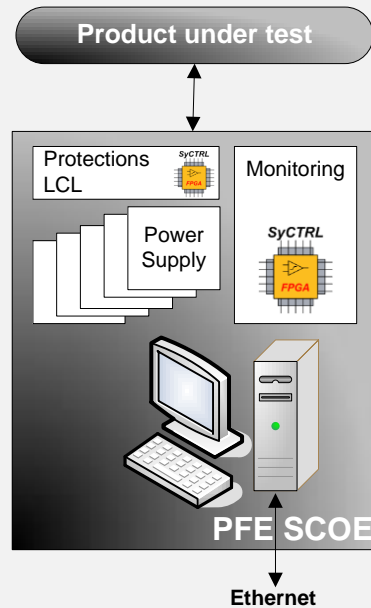 Product under test
Protections
LCL
SyCTRL
FPGA
Monitoring
SyCTRL
FPGA
Power
Supply
PFE SCOE
Ethernet